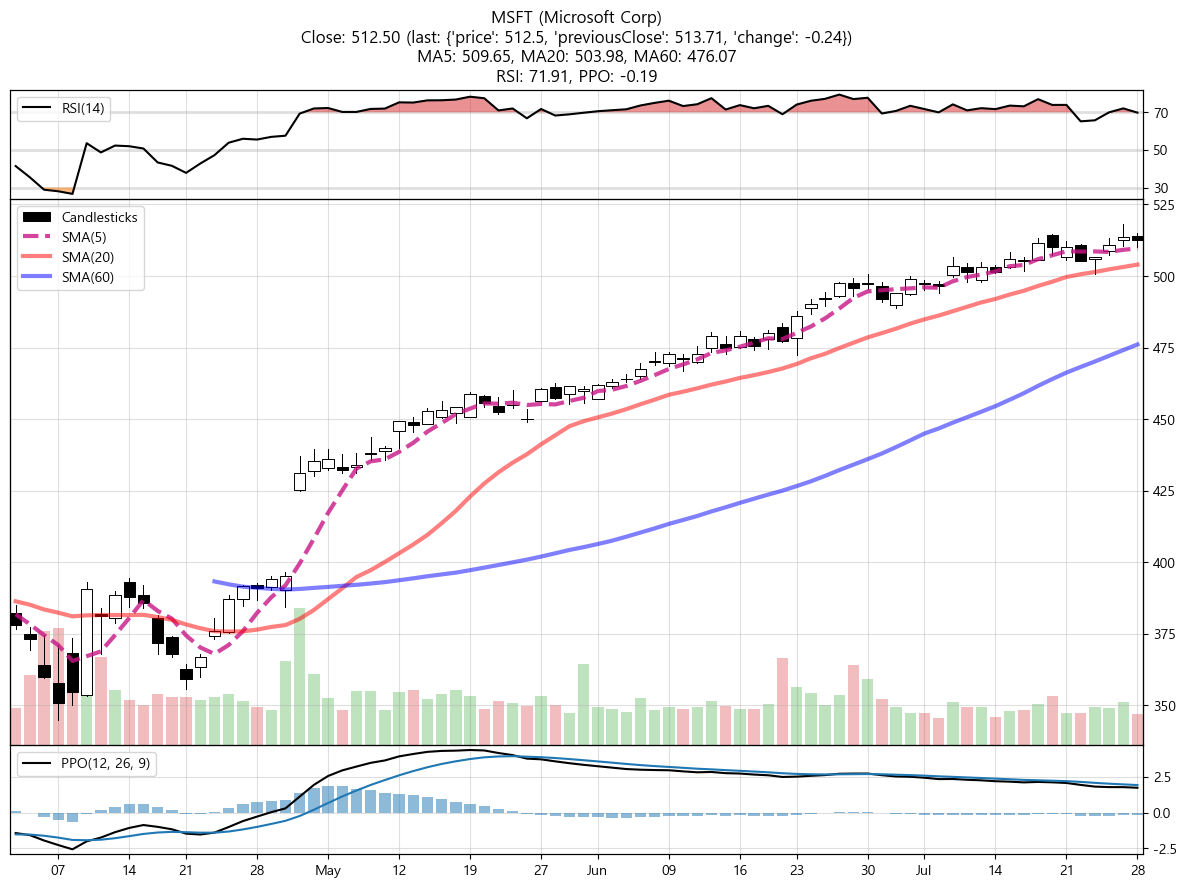 MSFT (Microsoft Corp)
Close: 512.50 (last: {'price': 512.5, 'previousClose': 513.71, 'change': -0.24})
MA5: 509.65, MA20: 503.98, MA60: 476.07
RSI: 71.91, PPO: -0.19
RSI(14)
70
50
30
Candlesticks
SMA(5)
SMA(20)
SMA(60)
525
500
475
450
425
400
375
350
PPO(12, 26, 9)
2.5
0.0
-2.5
07 14 21 28 May 12 19 27 Jun 09 16 23 30 Jul 14 21 28